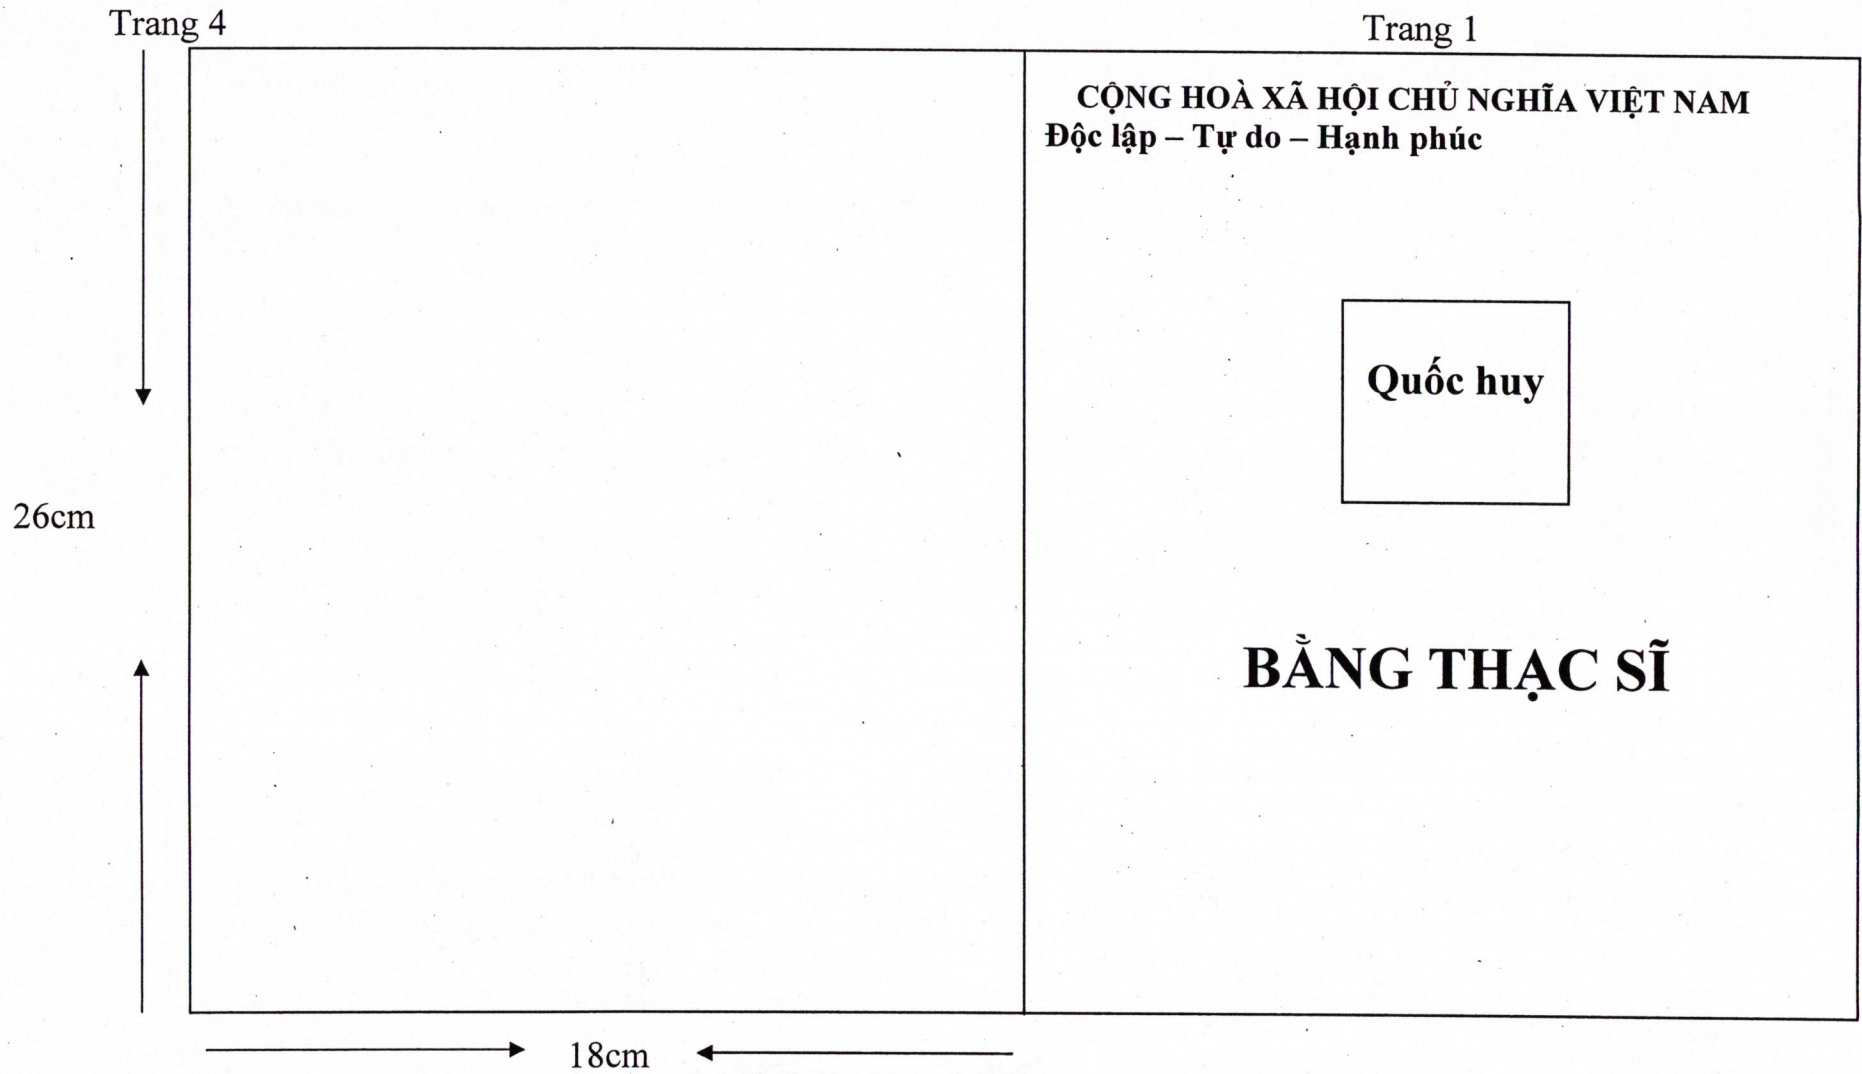 Trang 4
Trang 1
CỘNG HOÀ XÃ HỘI CHỦ NGHĨA VIỆT NAM
Độc lập – Tự do – Hạnh phúc
Quốc huy
26cm
BẰNG THẠC SĨ
18cm